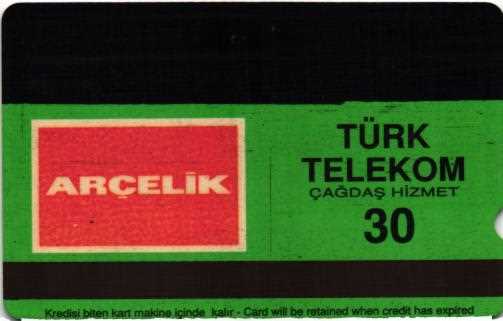 ARÇELİK
TÜRK
TELEKOM
ÇAĞDAŞ HİZMET
30
Kredisi biten kart makina içinde kalır - Card will be retained when credit has expired